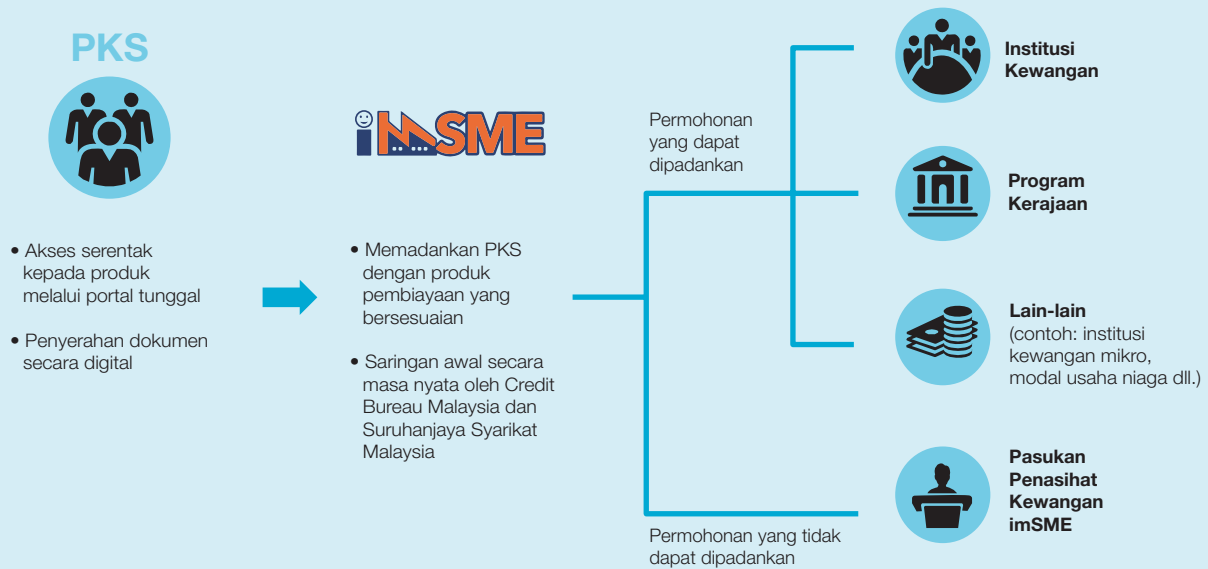 PKS
• Akses serentak
kepada produk
melalui portal tunggal
• Penyerahan dokumen
secara digital
imSME
• Memadankan PKS
dengan produk
pembiayaan yang
bersesuaian
• Saringan awal secara
masa nyata oleh Credit
Bureau Malaysia dan
Suruhanjaya Syarikat
Malaysia
Permohonan
yang dapat
dipadankan
Institusi
Kewangan
Program
Kerajaan
Lain-lain
(contoh: institusi
kewangan mikro,
modal usaha niaga dll.)
Permohonan yang tidak
dapat dipadankan
Pasukan
Penasihat
Kewangan
imSME